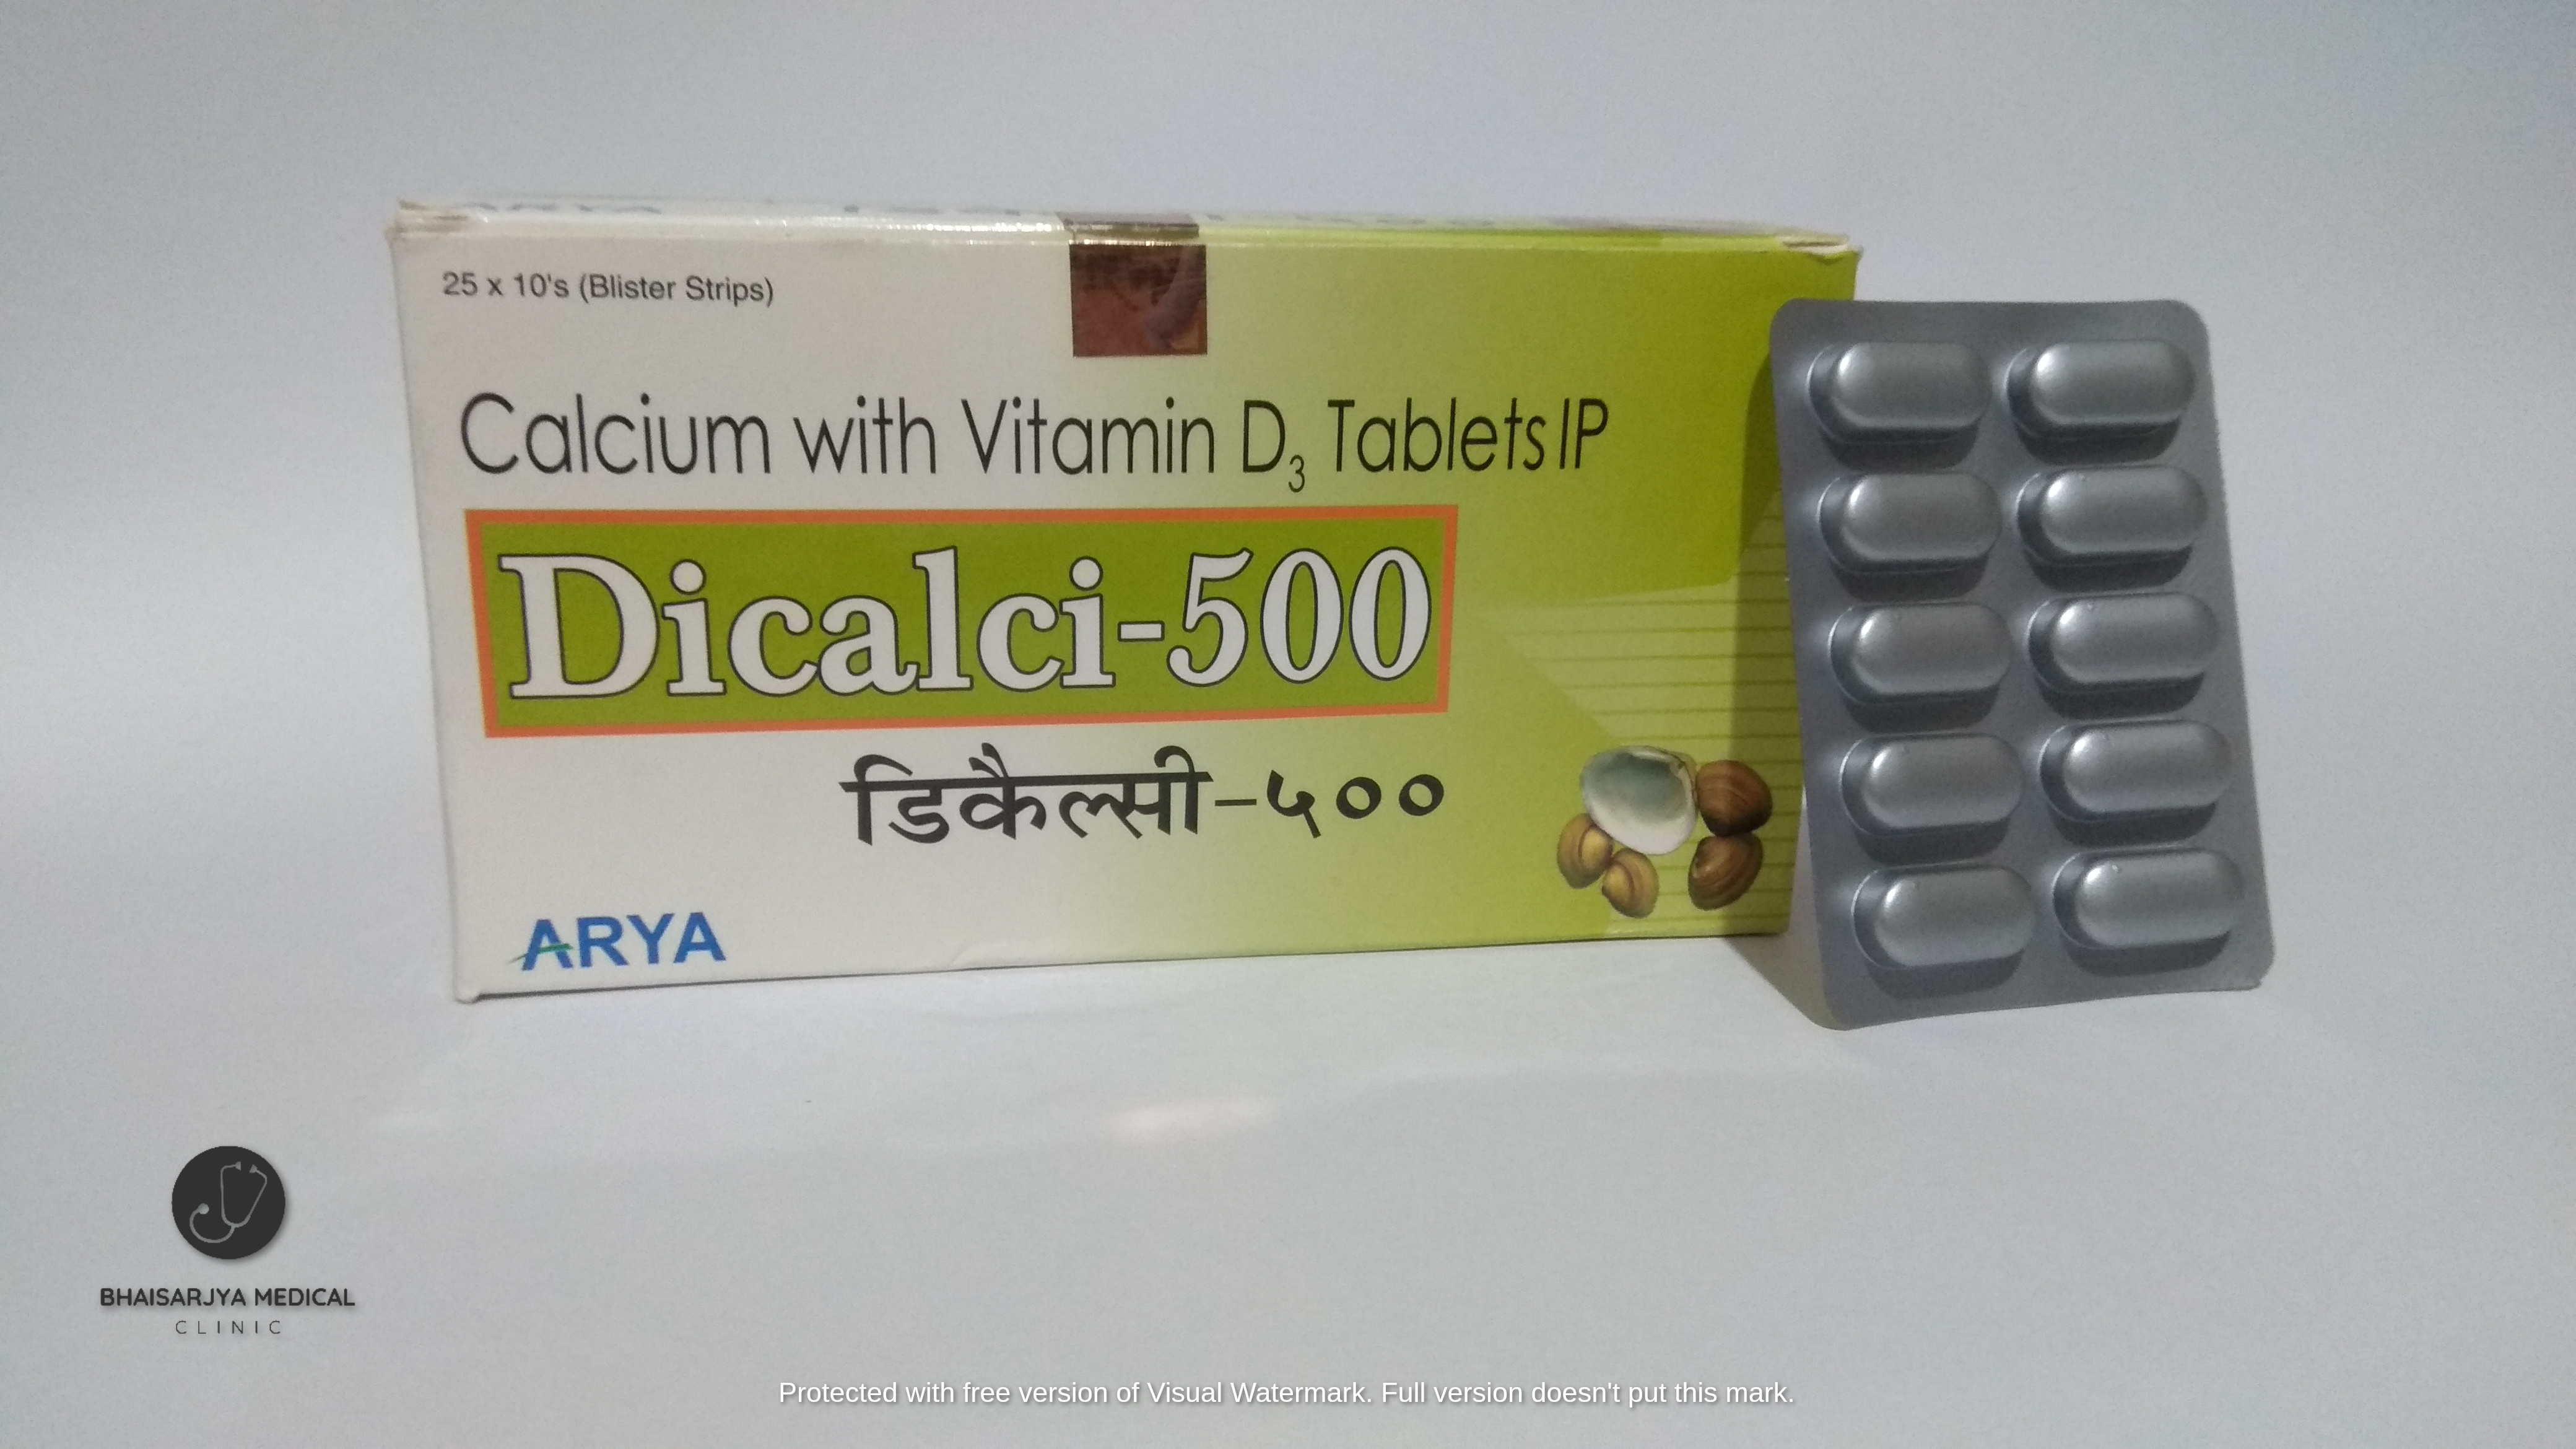 25 x 10's (Blister Strips)
Calcium with Vitamin D₃ Tablets IP
Dicalci-500
डिकैल्सी-५००
ARYA
BHAISARJYA MEDICAL
CLINIC
Protected with free version of Visual Watermark. Full version doesn't put this mark.